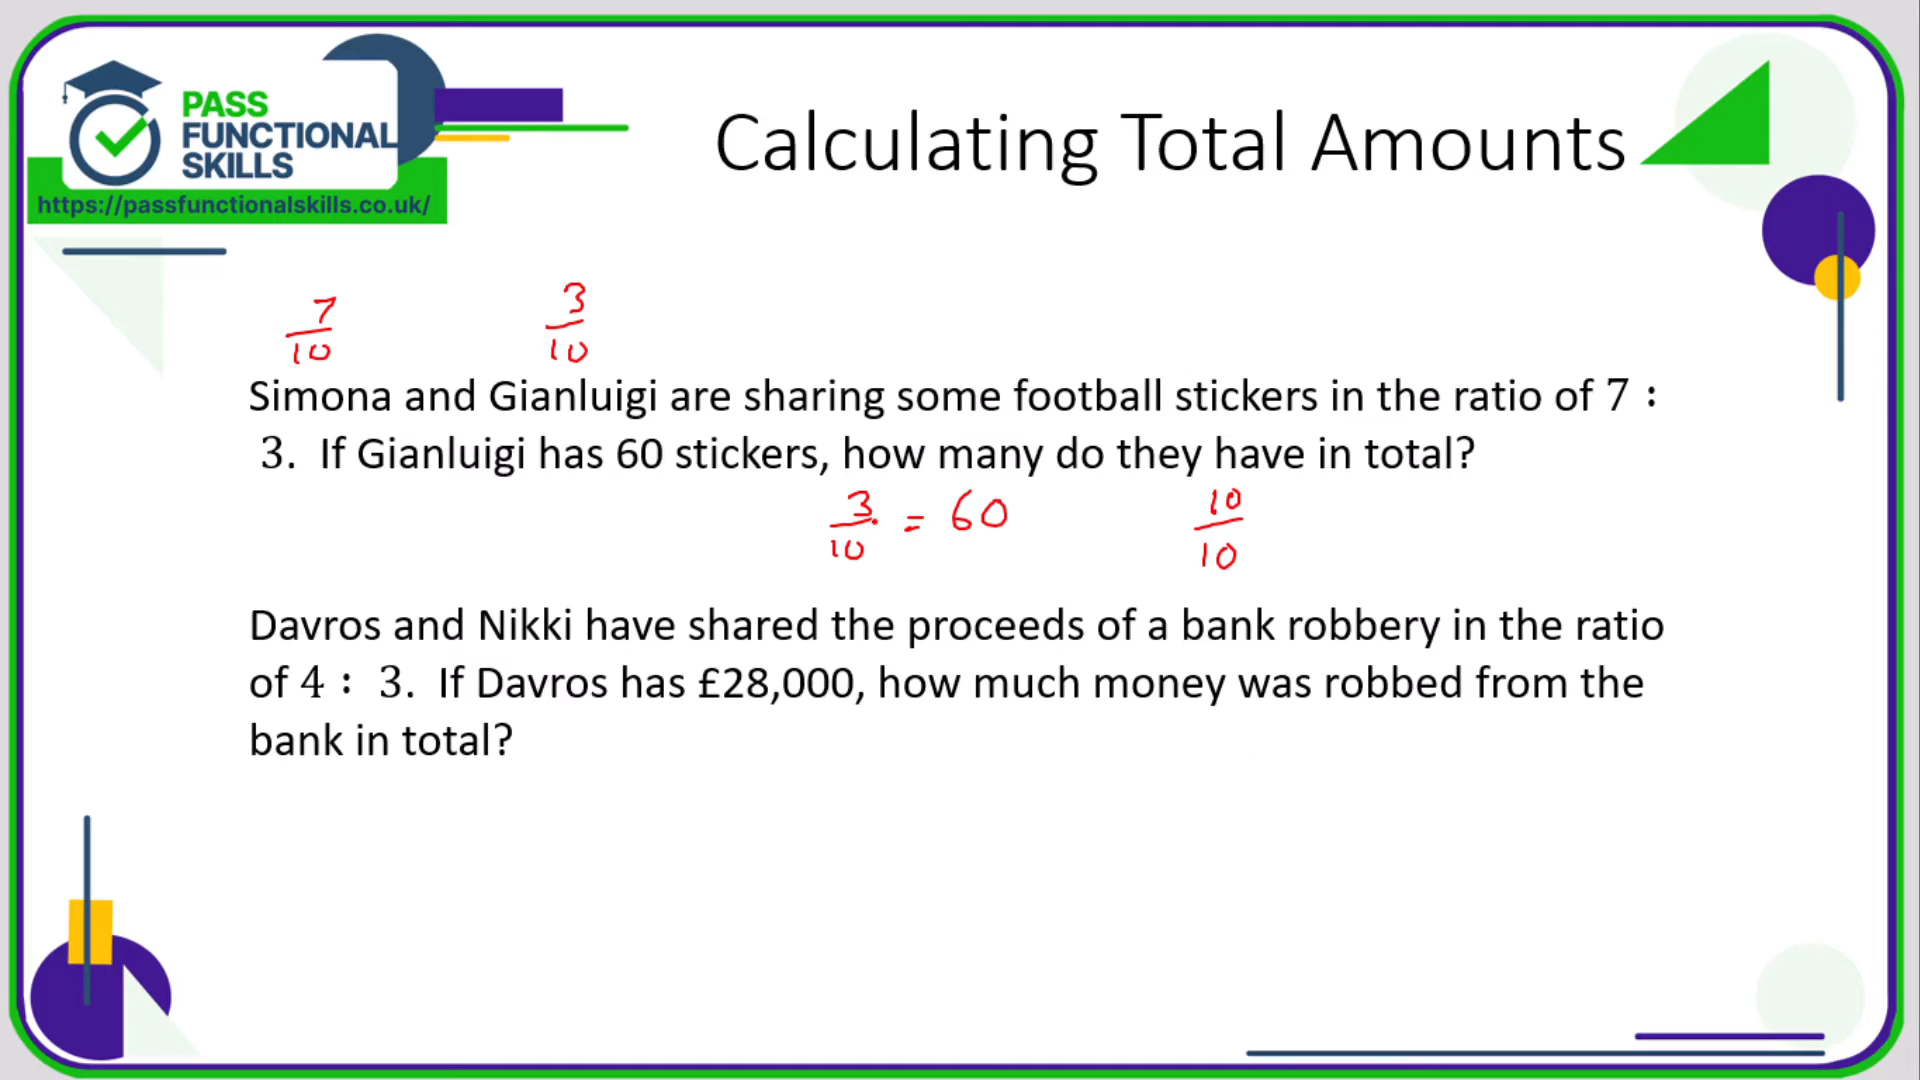 PASS
FUNCTIONAL
SKILLS
https://passfunctionalskills.co.uk/
Calculating Total Amounts
7/10 3/10
Simona and Gianluigi are sharing some football stickers in the ratio of 7 :
3. If Gianluigi has 60 stickers, how many do they have in total?
3/10 = 60 10/10
Davros and Nikki have shared the proceeds of a bank robbery in the ratio
of 4 : 3. If Davros has £28,000, how much money was robbed from the
bank in total?